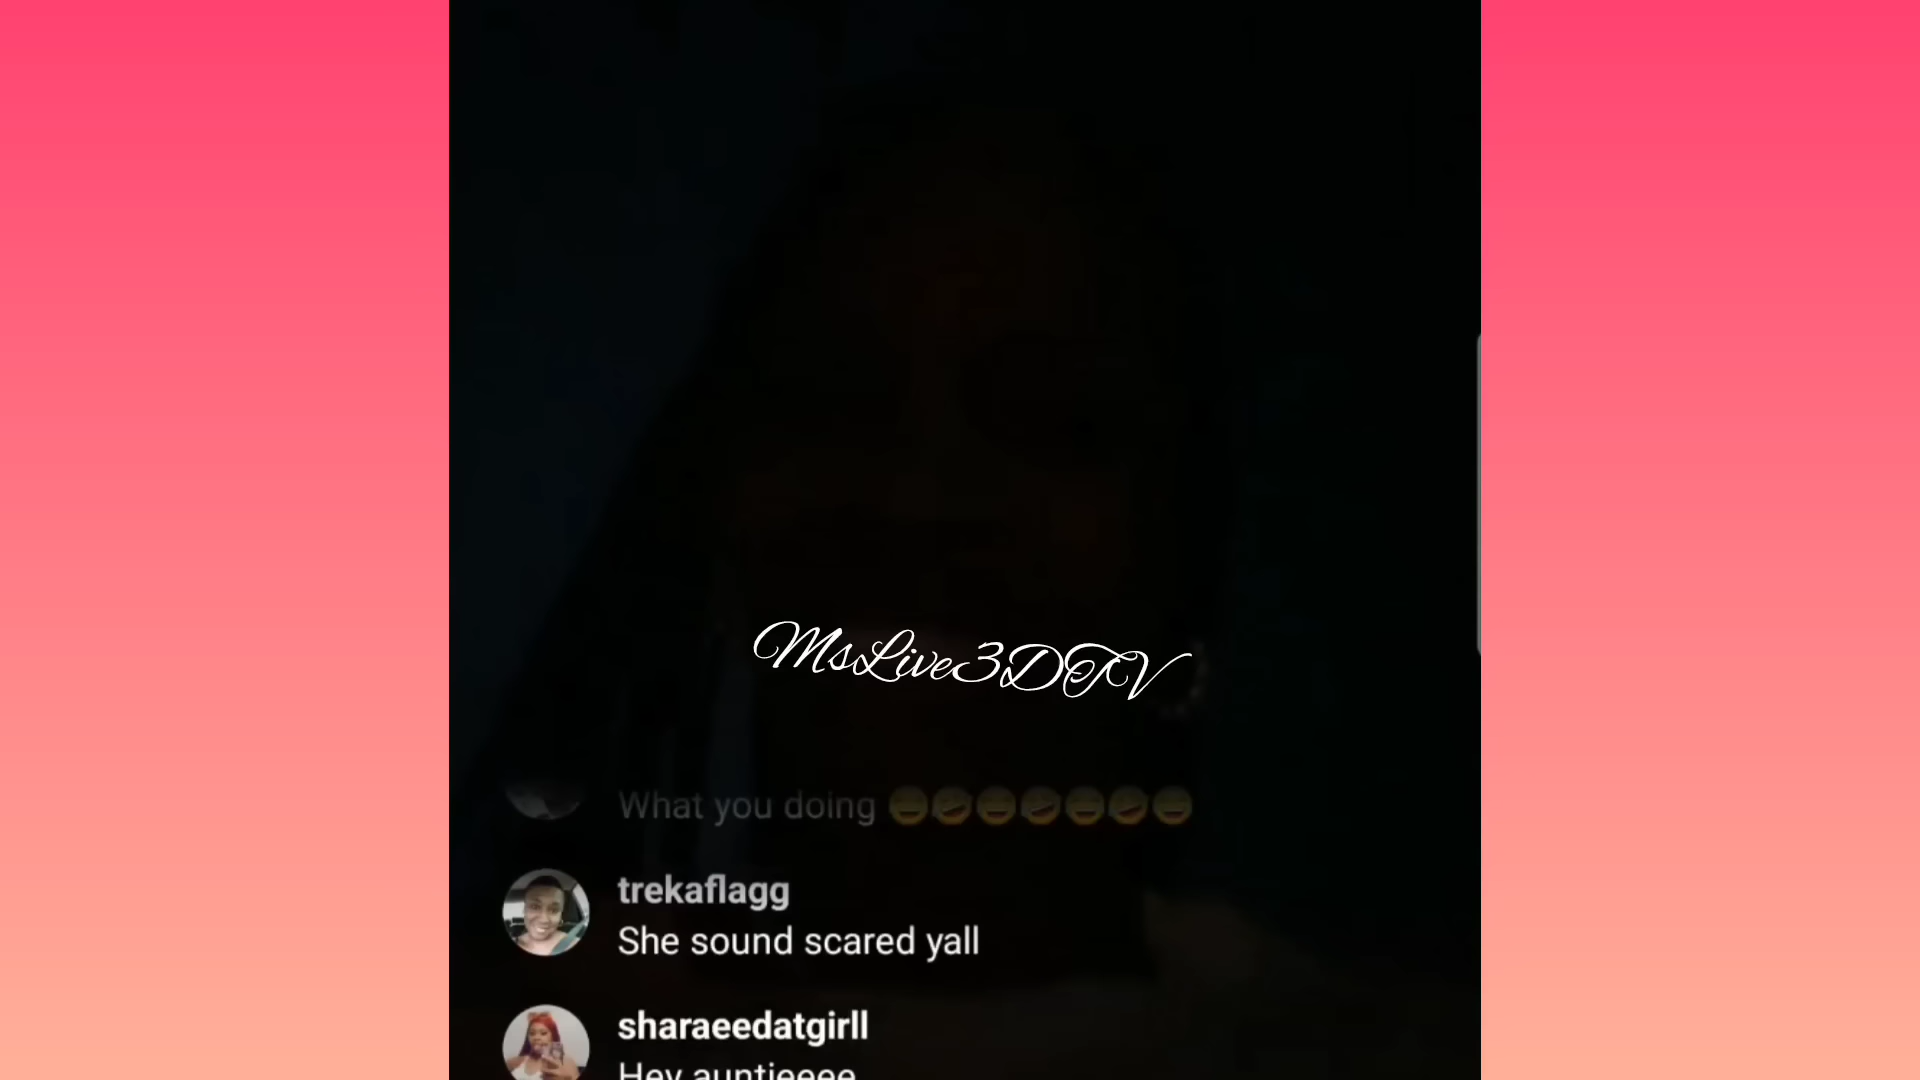 MsLive3DTV
What you doing 😄🤣😄🤣😄🤣😄
trekaflagg
She sound scared yall
sharaeedatgirll
Hey auntieeee